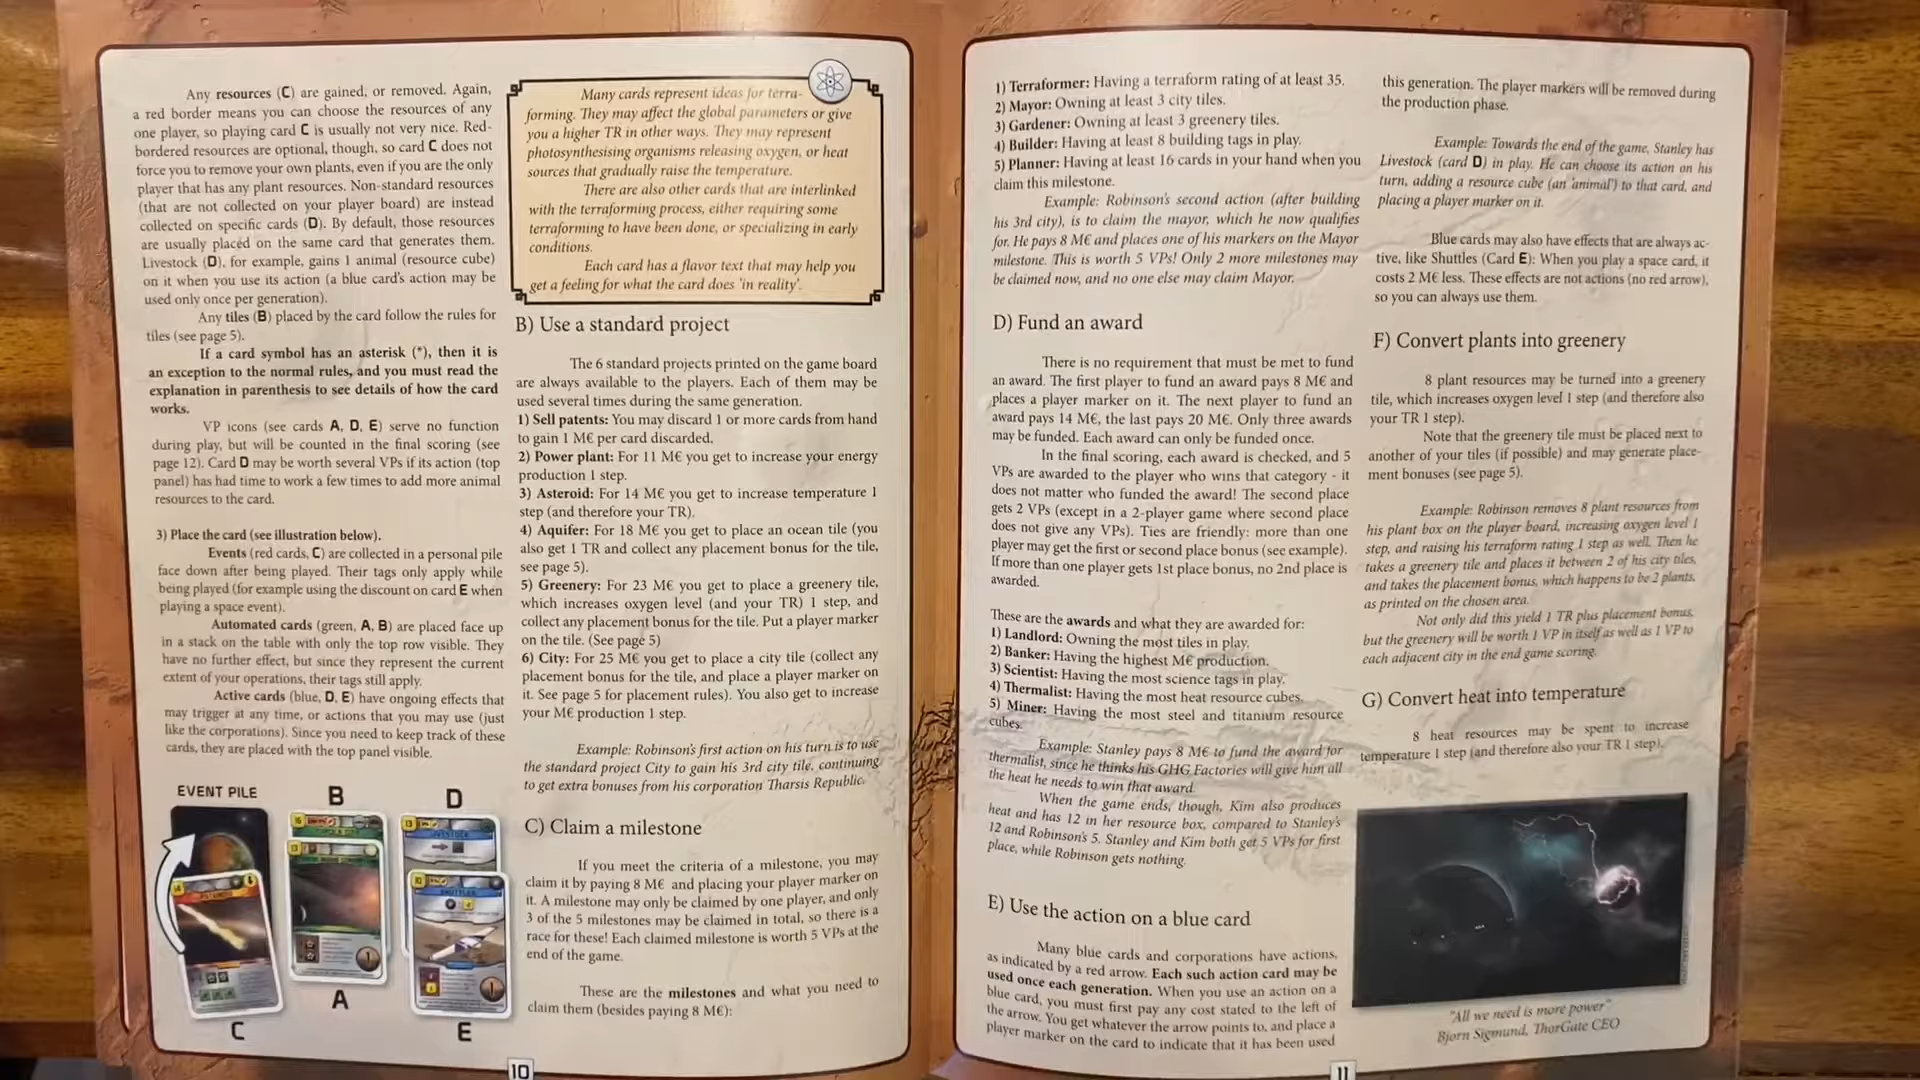 Any resources (C) are gained, or removed. Again,
a red border means you can choose the resources of any
one player, so playing card C is usually not very nice. Red-
bordered resources are optional, though, so card C does not
force you to remove your own plants, even if you are the only
player that has any plant resources. Non-standard resources
(that are not collected on your player board) are instead
collected on specific cards (D). By default, those resources
are usually placed on the same card that generates them.
Livestock (D), for example, gains 1 animal (resource cube)
on it when you use its action (a blue card's action may be
used only once per generation).
Any tiles (B) placed by the card follow the rules for
tiles (see page 5).
If a card symbol has an asterisk (*), then it is
an exception to the normal rules, and you must read the
explanation in parenthesis to see details of how the card
works.
VP icons (see cards A, D, E) serve no function
during play, but will be counted in the final scoring (see
page 12). Card D may be worth several VPs if its action (top
panel) has had time to work a few times to add more animal
resources to the card.
3) Place the card (see illustration below).
Events (red cards, C) are collected in a personal pile
face down after being played. Their tags only apply while
being played (for example using the discount on card E when
playing a space event).
Automated cards (green, A, B) are placed face up
in a stack on the table with only the top row visible. They
have no further effect, but since they represent the current
extent of your operations, their tags still apply.
Active cards (blue, D, E) have ongoing effects that
may trigger at any time, or actions that you may use (just
like the corporations). Since you need to keep track of these
cards, they are placed with the top panel visible.
EVENT PILE
B
D
A
C
E
Many cards represent ideas for terra-
forming. They may affect the global parameters or give
you a higher TR in other ways. They may represent
photosynthesising organisms releasing oxygen, or heat
sources that gradually raise the temperature.
There are also other cards that are interlinked
with the terraforming process, either requiring some
terraforming to have been done, or specializing in early
conditions.
Each card has a flavor text that may help you
get a feeling for what the card does 'in reality'.
B) Use a standard project
The 6 standard projects printed on the game board
are always available to the players. Each of them may be
used several times during the same generation.
1) Sell patents: You may discard 1 or more cards from hand
to gain 1 M€ per card discarded.
2) Power plant: For 11 M€ you get to increase your energy
production 1 step.
3) Asteroid: For 14 M€ you get to increase temperature 1
step (and therefore your TR).
4) Aquifer: For 18 M€ you get to place an ocean tile (you
also get 1 TR and collect any placement bonus for the tile,
see page 5).
5) Greenery: For 23 M€ you get to place a greenery tile,
which increases oxygen level (and your TR) 1 step, and
collect any placement bonus for the tile. Put a player marker
on the tile. (See page 5)
6) City: For 25 M€ you get to place a city tile (collect any
placement bonus for the tile, and place a player marker on
it. See page 5 for placement rules). You also get to increase
your M€ production 1 step.
Example: Robinson's first action on his turn is to use
the standard project City to gain his 3rd city tile, continuing
to get extra bonuses from his corporation Tharsis Republic.
C) Claim a milestone
If you meet the criteria of a milestone, you may
claim it by paying 8 M€ and placing your player marker on
it. A milestone may only be claimed by one player, and only
3 of the 5 milestones may be claimed in total, so there is a
race for these! Each claimed milestone is worth 5 VPs at the
end of the game.
These are the milestones and what you need to
claim them (besides paying 8 M€):
10
1) Terraformer: Having a terraform rating of at least 35.
2) Mayor: Owning at least 3 city tiles.
3) Gardener: Owning at least 3 greenery tiles.
4) Builder: Having at least 8 building tags in play.
5) Planner: Having at least 16 cards in your hand when you
claim this milestone.
Example: Robinson's second action (after building
his 3rd city), is to claim the mayor, which he now qualifies
for. He pays 8 M€ and places one of his markers on the Mayor
milestone. This is worth 5 VPs! Only 2 more milestones may
be claimed now, and no one else may claim Mayor.
D) Fund an award
There is no requirement that must be met to fund
an award. The first player to fund an award pays 8 M€ and
places a player marker on it. The next player to fund an
award pays 14 M€, the last pays 20 M€. Only three awards
may be funded. Each award can only be funded once.
In the final scoring, each award is checked, and 5
VPs are awarded to the player who wins that category - it
does not matter who funded the award! The second place
gets 2 VPs (except in a 2-player game where second place
does not give any VPs). Ties are friendly: more than one
player may get the first or second place bonus (see example).
If more than one player gets 1st place bonus, no 2nd place is
awarded.
These are the awards and what they are awarded for:
1) Landlord: Owning the most tiles in play.
2) Banker: Having the highest M€ production.
3) Scientist: Having the most science tags in play.
4) Thermalist: Having the most heat resource cubes.
5) Miner: Having the most steel and titanium resource
cubes.
Example: Stanley pays 8 M€ to fund the award for
thermalist, since he thinks his GHG Factories will give him all
the heat he needs to win that award.
When the game ends, though, Kim also produces
heat and has 12 in her resource box, compared to Stanley's
12 and Robinson's 5. Stanley and Kim both get 5 VPs for first
place, while Robinson gets nothing.
E) Use the action on a blue card
Many blue cards and corporations have actions,
as indicated by a red arrow. Each such action card may be
used once each generation. When you use an action on a
blue card, you must first pay any cost stated to the left of
the arrow. You get whatever the arrow points to, and place a
player marker on the card to indicate that it has been used
this generation. The player markers will be removed during
the production phase.
Example: Towards the end of the game, Stanley has
Livestock (card D) in play. He can choose its action on his
turn, adding a resource cube (an 'animal') to that card, and
placing a player marker on it.
Blue cards may also have effects that are always ac-
tive, like Shuttles (Card E): When you play a space card, it
costs 2 M€ less. These effects are not actions (no red arrow),
so you can always use them.
F) Convert plants into greenery
8 plant resources may be turned into a greenery
tile, which increases oxygen level 1 step (and therefore also
your TR 1 step).
Note that the greenery tile must be placed next to
another of your tiles (if possible) and may generate place-
ment bonuses (see page 5).
Example: Robinson removes 8 plant resources from
his plant box on the player board, increasing oxygen level 1
step, and raising his terraform rating 1 step as well. Then he
takes a greenery tile and places it between 2 of his city tiles,
and takes the placement bonus, which happens to be 2 plants,
as printed on the chosen area.
Not only did this yield 1 TR plus placement bonus,
but the greenery will be worth 1 VP in itself as well as 1 VP to
each adjacent city in the end game scoring.
G) Convert heat into temperature
8 heat resources may be spent to increase
temperature 1 step (and therefore also your TR 1 step).
"All we need is more power"
Bjorn Sigmund, ThorGate CEO
11